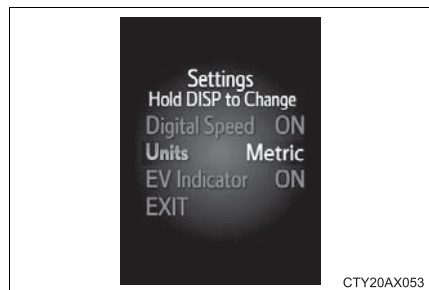 Settings
Hold DISP to Change
Digital Speed ON
Units Metric
EV Indicator ON
EXIT
CTY20AX053